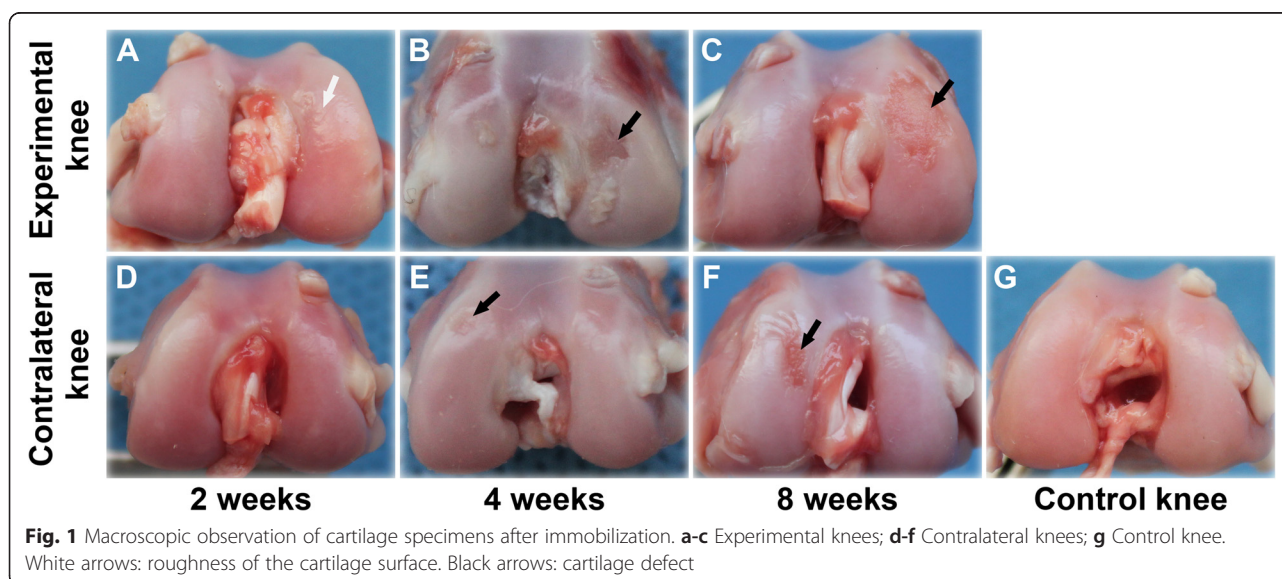 A
B
C
Experimental
knee
D
E
F
G
Contralateral
knee
2 weeks
4 weeks
8 weeks
Control knee
Fig. 1 Macroscopic observation of cartilage specimens after immobilization. a-c Experimental knees; d-f Contralateral knees; g Control knee.
White arrows: roughness of the cartilage surface. Black arrows: cartilage defect